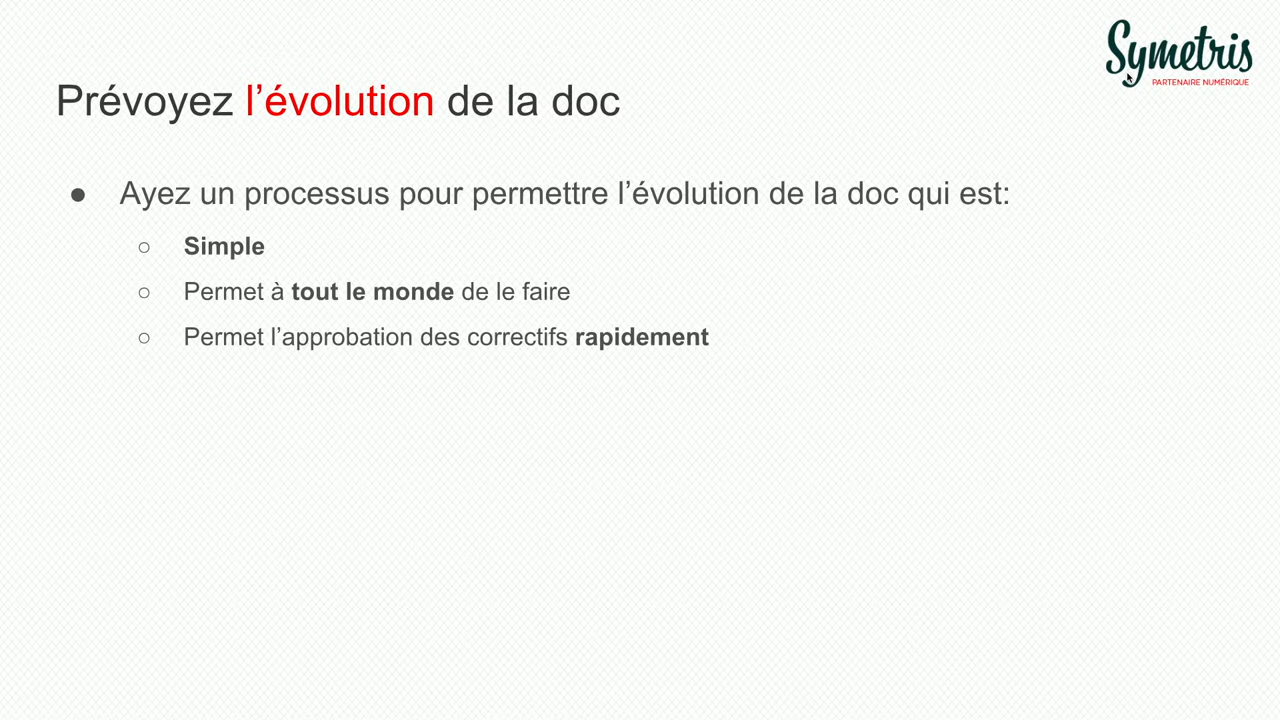 Symetris
PARTENAIRE NUMÉRIQUE
Prévoyez l’évolution de la doc
● Ayez un processus pour permettre l’évolution de la doc qui est:
○ Simple
○ Permet à tout le monde de le faire
○ Permet l’approbation des correctifs rapidement